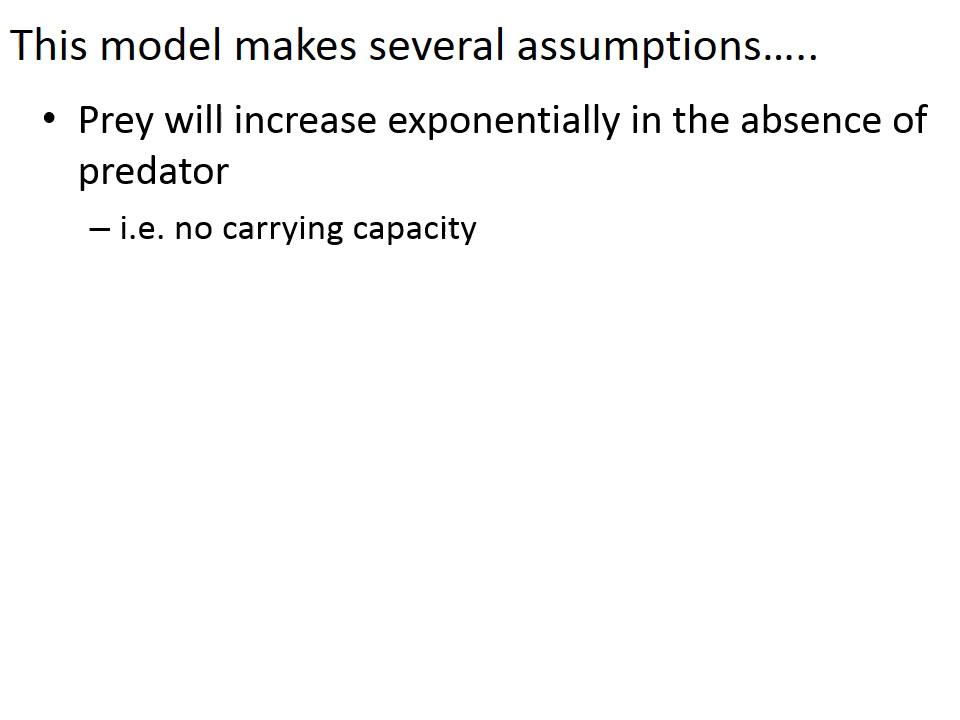 This model makes several assumptions…..
• Prey will increase exponentially in the absence of
predator
– i.e. no carrying capacity